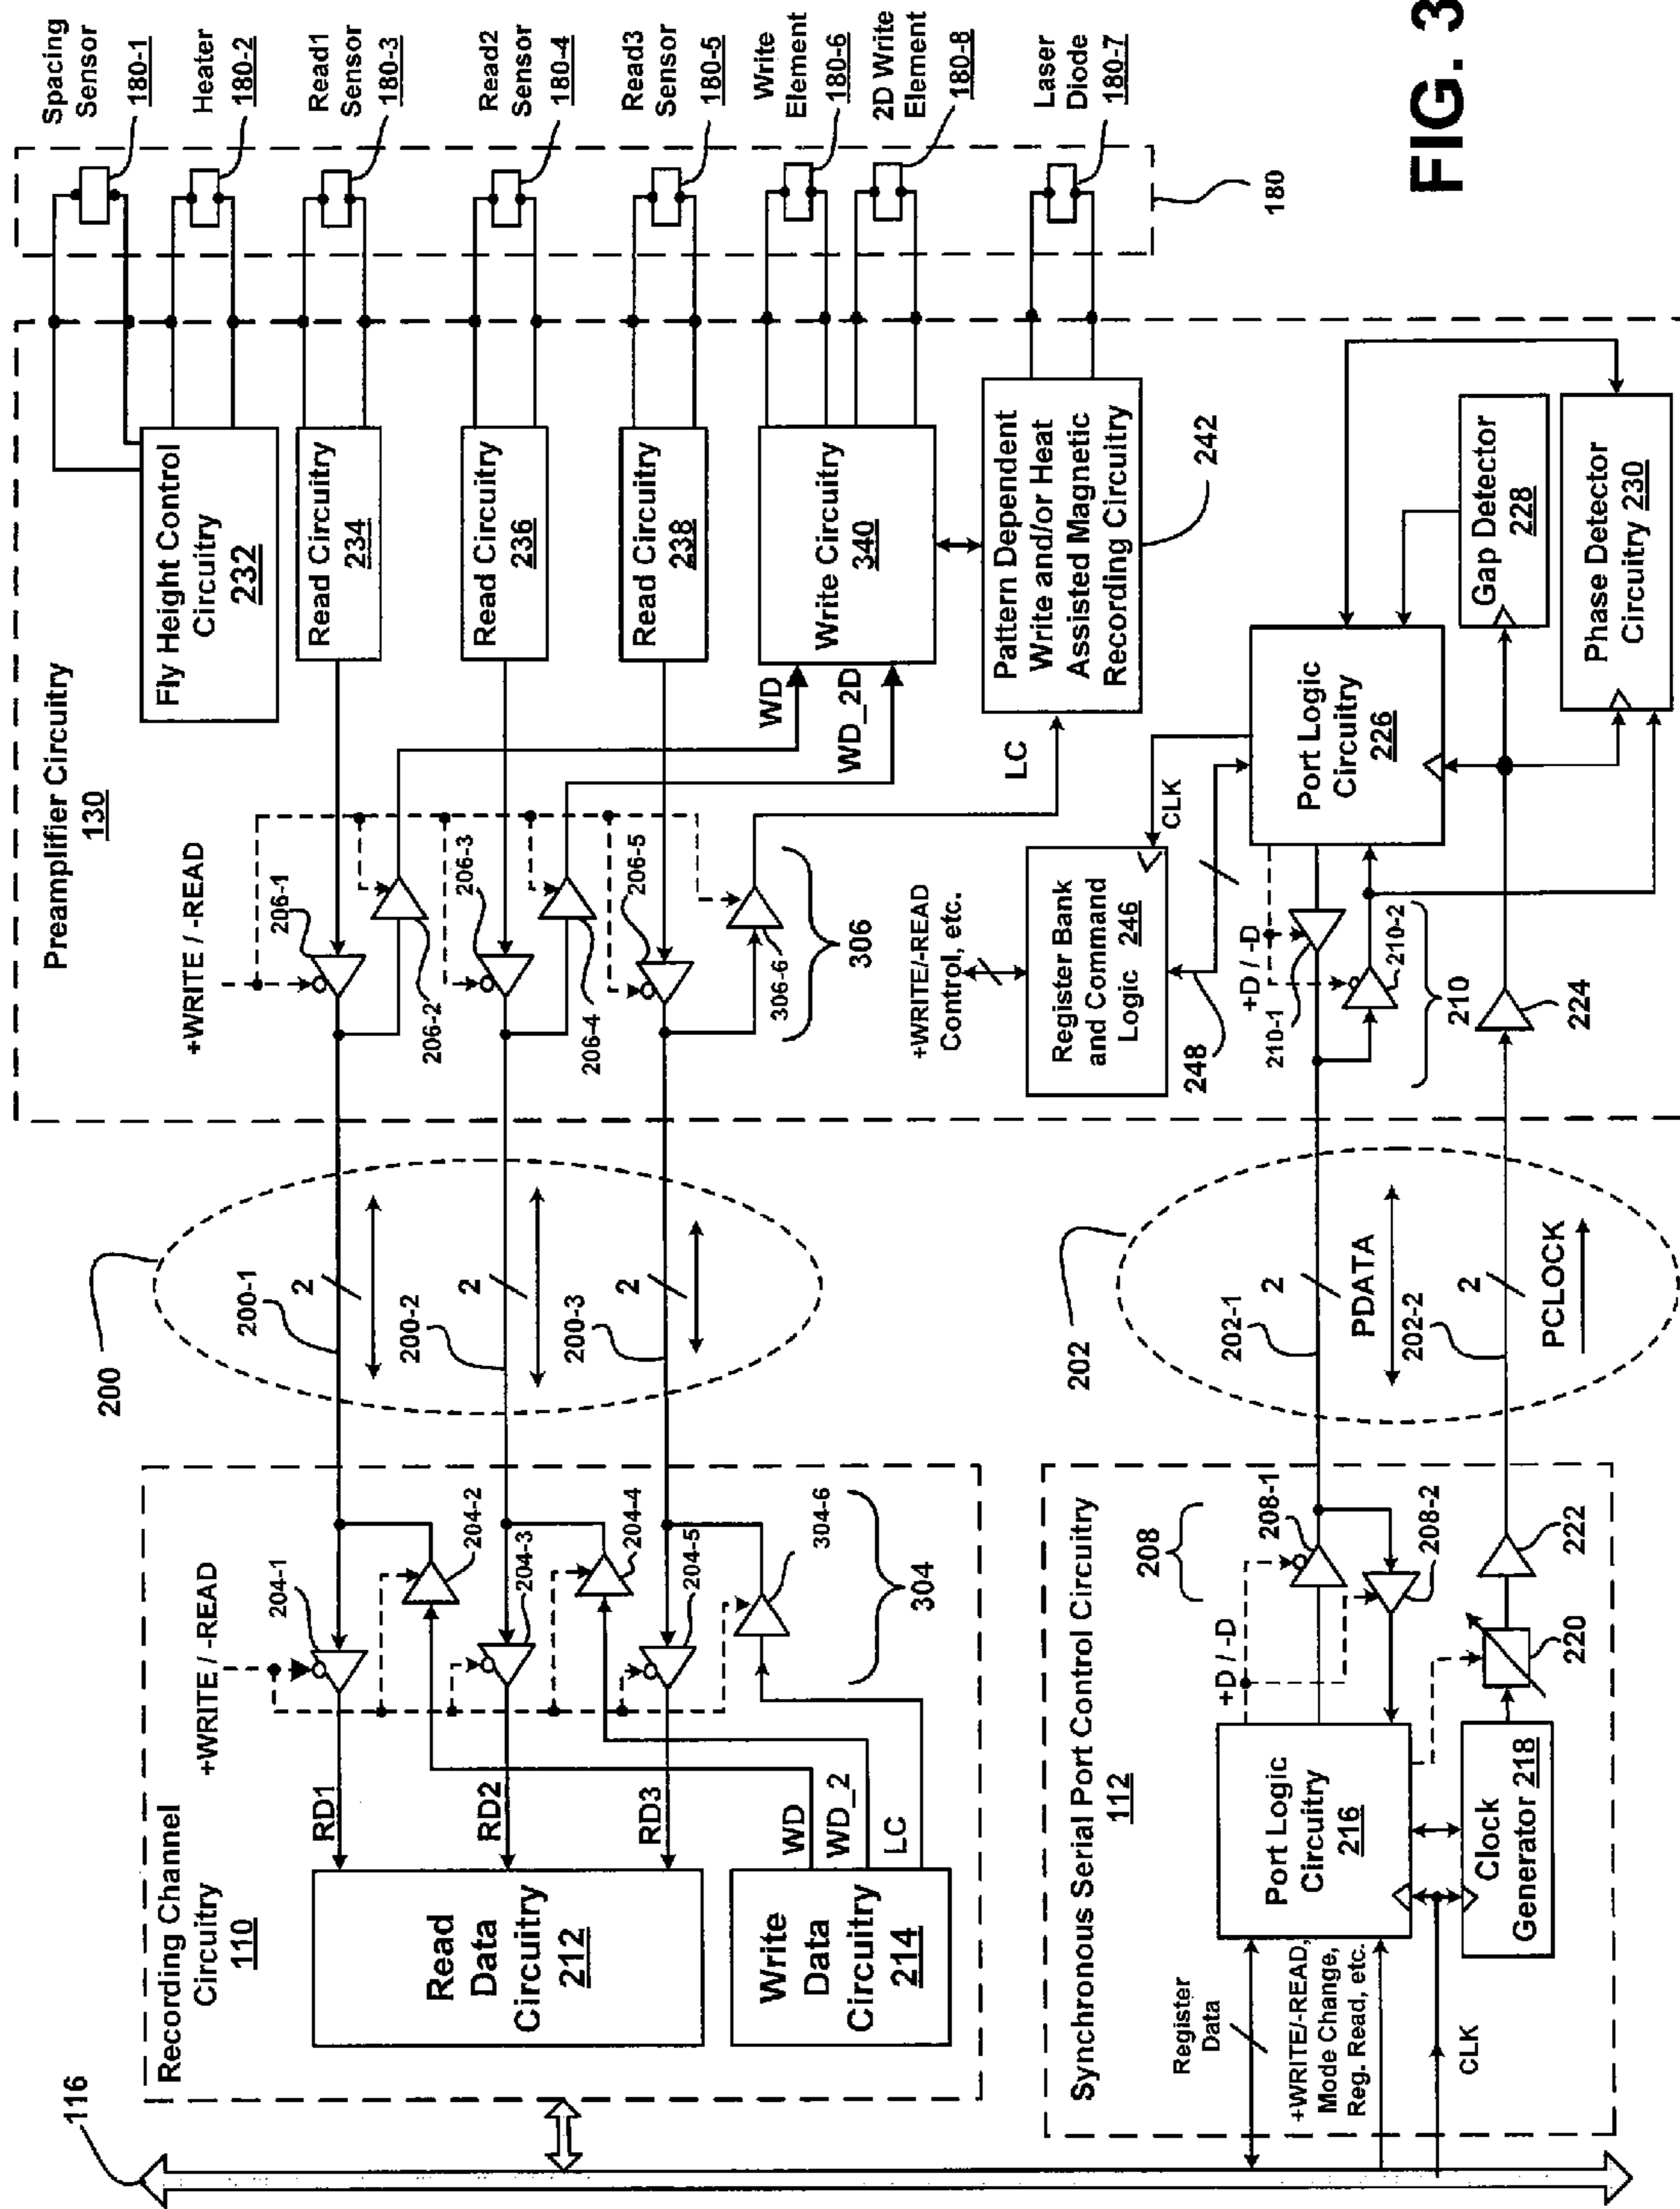 116
Recording Channel
Circuitry
110
+WRITE / -READ
204-1
RD1
204-2
RD2
204-3
204-4
RD3
204-5
304-6
304
Read
Data
Circuitry
212
WD
WD_2
LC
Write
Data
Circuitry
214
200
200-1
2
200-2
2
200-3
2
Preamplifier Circuitry
130
+WRITE / -READ
206-1
206-2
206-3
206-4
206-5
306-6
306
WD
WD_2D
LC
Fly Height Control
Circuitry
232
Read Circuitry
234
Read Circuitry
236
Read Circuitry
238
Write Circuitry
340
Pattern Dependent
Write and/or Heat
Assisted Magnetic
Recording Circuitry
242
Spacing
Sensor
180-1
Heater
180-2
Read1
Sensor
180-3
Read2
Sensor
180-4
Read3
Sensor
180-5
Write
Element
180-6
2D Write
Element
180-8
Laser
Diode
180-7
180
Synchronous Serial Port Control Circuitry
112
Register
Data
+WRITE/-READ,
Mode Change,
Reg. Read, etc.
CLK
Port Logic
Circuitry
216
Clock
Generator 218
+D / -D
208
208-1
208-2
220
222
202
202-1
2
PDATA
202-2
2
PCLOCK
+WRITE/-READ
Control, etc.
Register Bank
and Command
Logic 246
CLK
248
+D / -D
210-1
210-2
210
224
Port Logic
Circuitry
226
Gap Detector
228
Phase Detector
Circuitry 230
FIG. 3